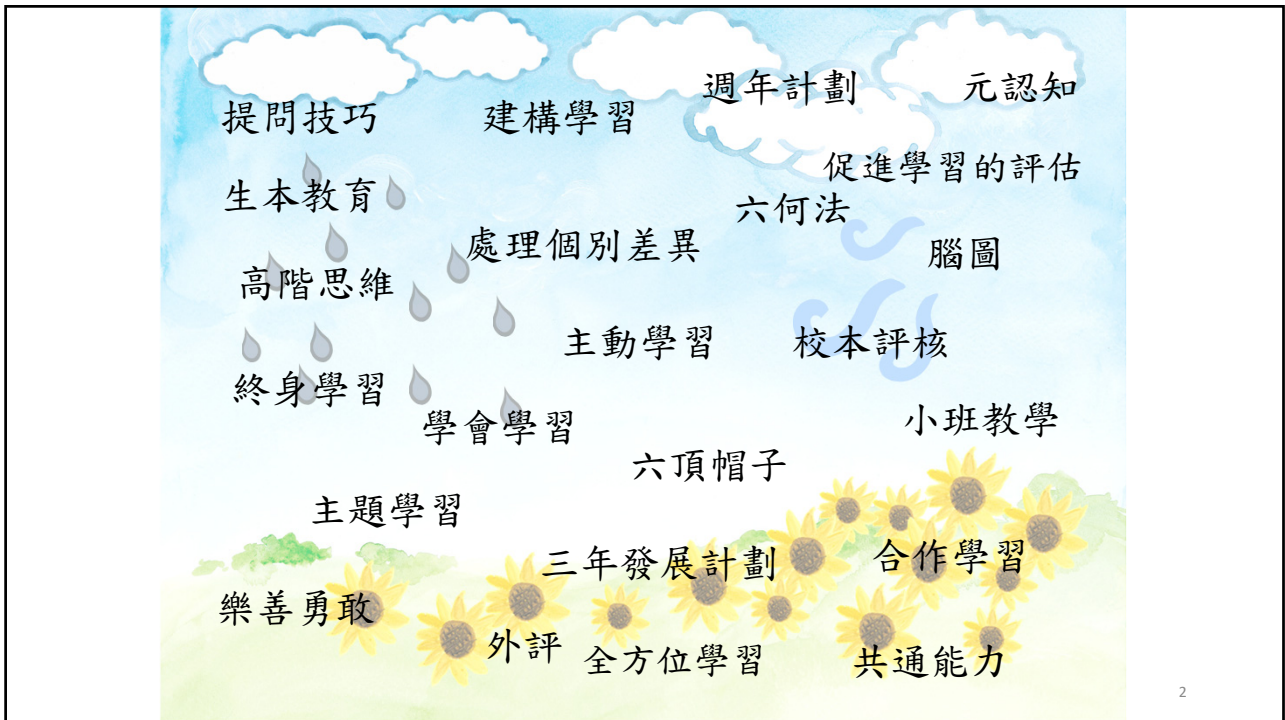 週年計劃
元認知
提問技巧
建構學習
促進學習的評估
生本教育
六何法
處理個別差異
腦圖
高階思維
主動學習
校本評核
終身學習
學會學習
小班教學
六頂帽子
主題學習
三年發展計劃
合作學習
樂善勇敢
外評
全方位學習
共通能力
2